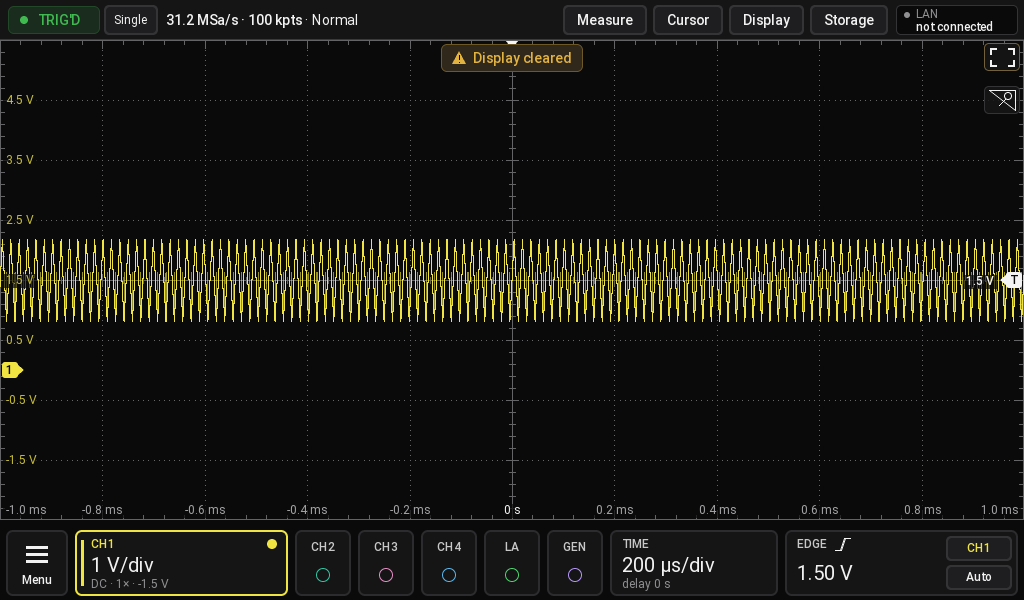 TRIG'D Single 31.2 MSa/s · 100 kpts · Normal Measure Cursor Display Storage LAN
not connected
Display cleared
4.5 V
3.5 V
2.5 V
1.5 V 1.5 V T
0.5 V
1
-0.5 V
-1.5 V
-1.0 ms -0.8 ms -0.6 ms -0.4 ms -0.2 ms 0 s 0.2 ms 0.4 ms 0.6 ms 0.8 ms 1.0 ms
Menu
CH1
1 V/div
DC · 1× · -1.5 V
CH2 CH3 CH4 LA GEN
TIME
200 µs/div
delay 0 s
EDGE
1.50 V
CH1
Auto